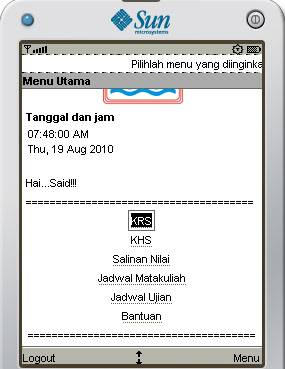 Sun
microsystems
Pilihlah menu yang diinginka
Menu Utama
Tanggal dan jam
07:48:00 AM
Thu, 19 Aug 2010
Hai...Said!!!
====================================
KRS
KHS
Salinan Nilai
Jadwal Matakuliah
Jadwal Ujian
Bantuan
====================================
Logout Menu